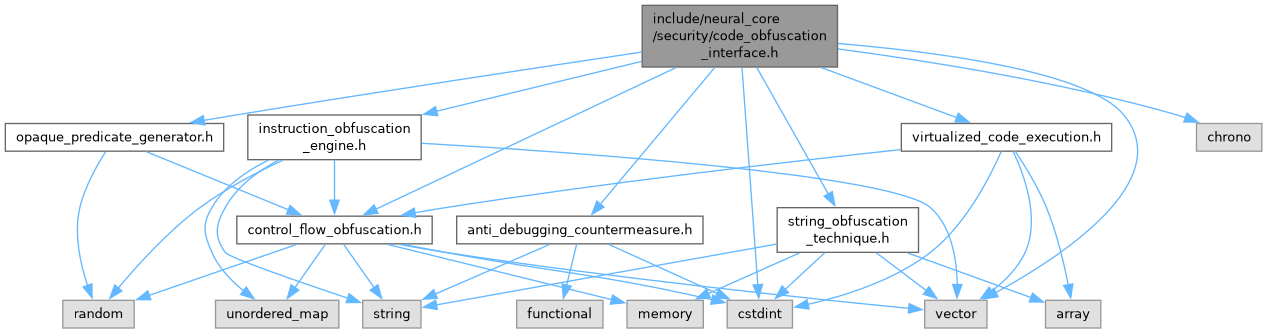 include/neural_core
/security/code_obfuscation
_interface.h
opaque_predicate_generator.h
instruction_obfuscation
_engine.h
virtualized_code_execution.h
chrono
control_flow_obfuscation.h
anti_debugging_countermeasure.h
string_obfuscation
_technique.h
random
unordered_map
string
functional
memory
cstdint
vector
array